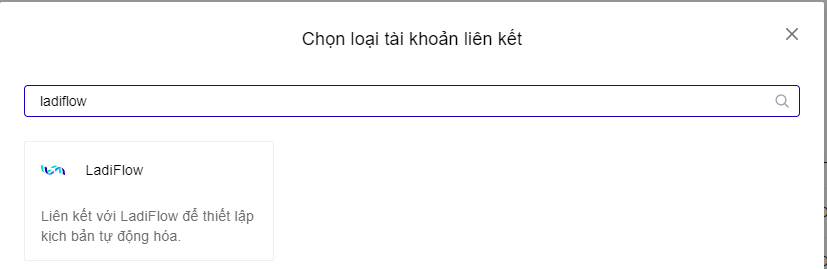 Chọn loại tài khoản liên kết
ladiflow
LadiFlow
Liên kết với LadiFlow để thiết lập
kịch bản tự động hóa.